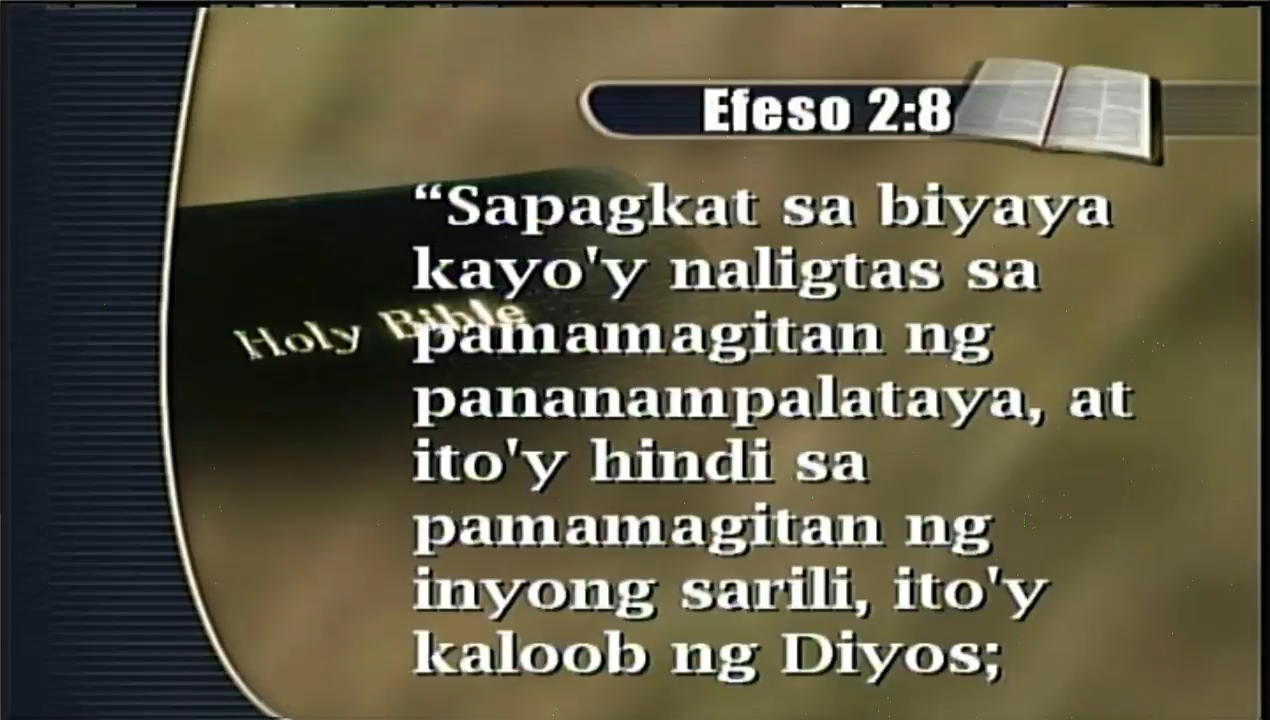 Efeso 2:8
“Sapagkat sa biyaya
kayo'y naligtas sa
Holy Bible
pamamagitan ng
pananampalataya, at
ito'y hindi sa
pamamagitan ng
inyong sarili, ito'y
kaloob ng Diyos;